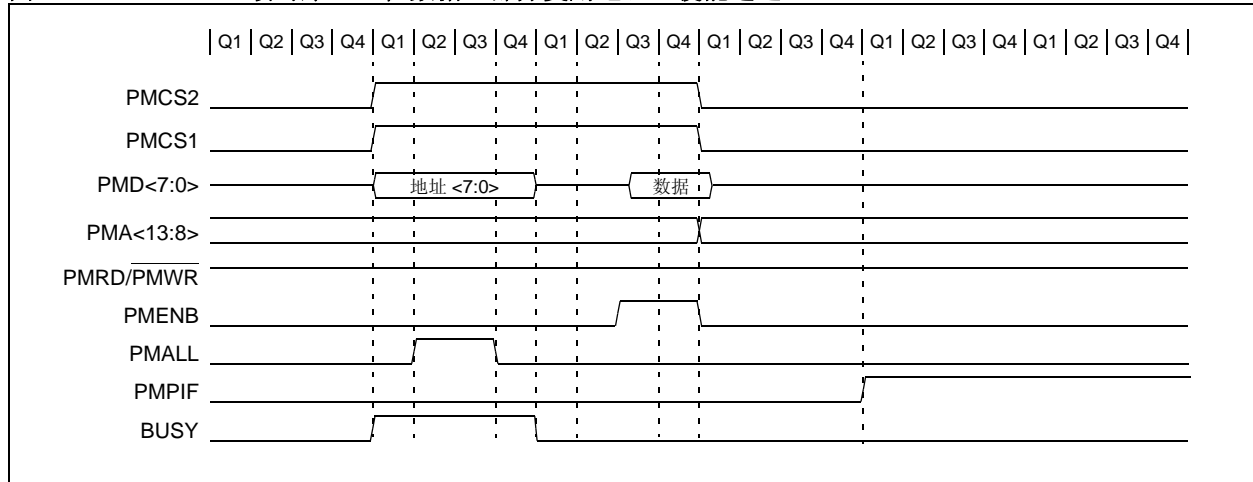 Q1 Q2 Q3 Q4 Q1 Q2 Q3 Q4 Q1 Q2 Q3 Q4 Q1 Q2 Q3 Q4 Q1 Q2 Q3 Q4 Q1 Q2 Q3 Q4
PMCS2
PMCS1
PMD<7:0> 地址 <7:0> 数据
PMA<13:8>
PMRD/PMWR
PMENB
PMALL
PMPIF
BUSY